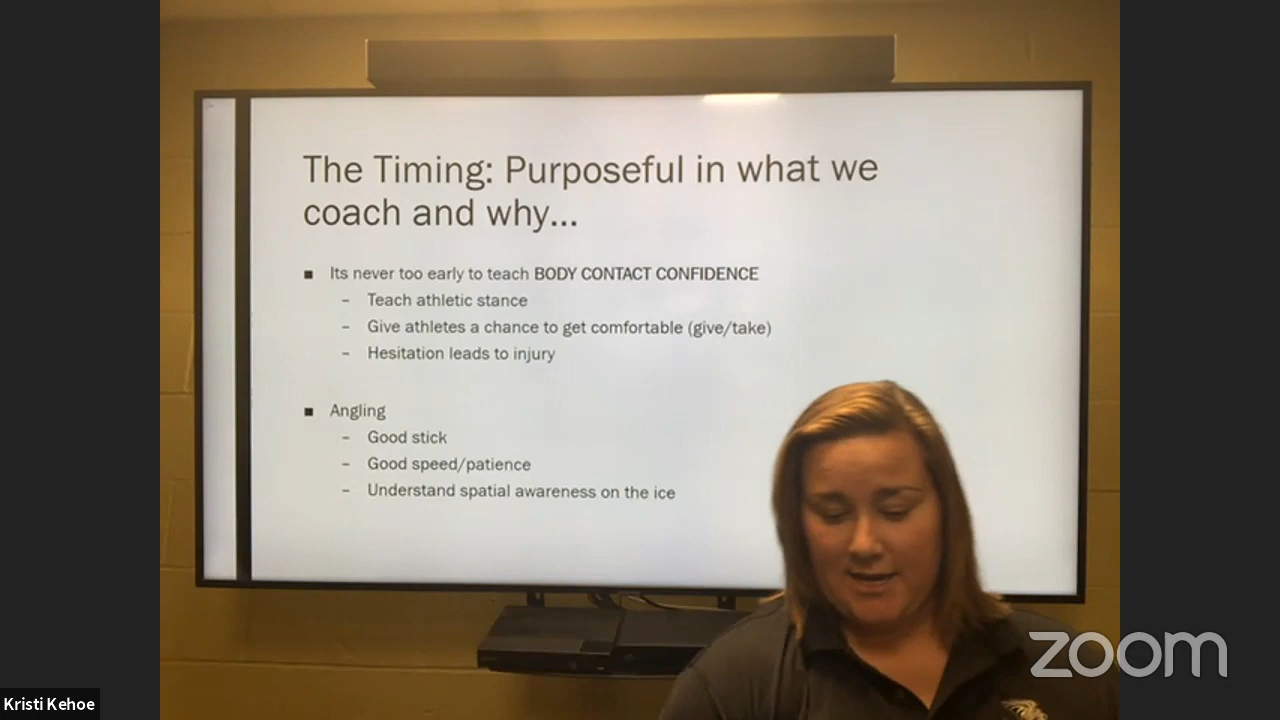 The Timing: Purposeful in what we
coach and why...
▪ Its never too early to teach BODY CONTACT CONFIDENCE
– Teach athletic stance
– Give athletes a chance to get comfortable (give/take)
– Hesitation leads to injury
▪ Angling
– Good stick
– Good speed/patience
– Understand spatial awareness on the ice
zoom
Kristi Kehoe